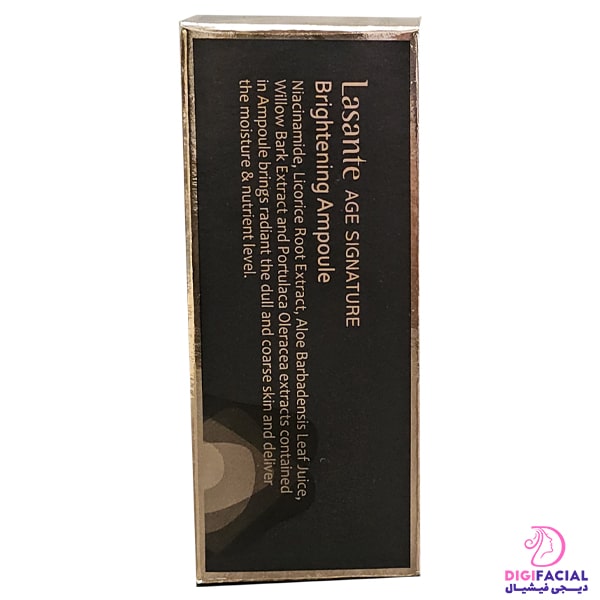 Lasante AGE SIGNATURE
Brightening Ampoule
Niacinamide, Licorice Root Extract, Aloe Barbadensis Leaf Juice,
Willow Bark Extract and Portulaca Oleracea extracts contained
in Ampoule brings radiant the dull and coarse skin and deliver
the moisture & nutrient level.
DIGIFACIAL
دیجی فیشیال